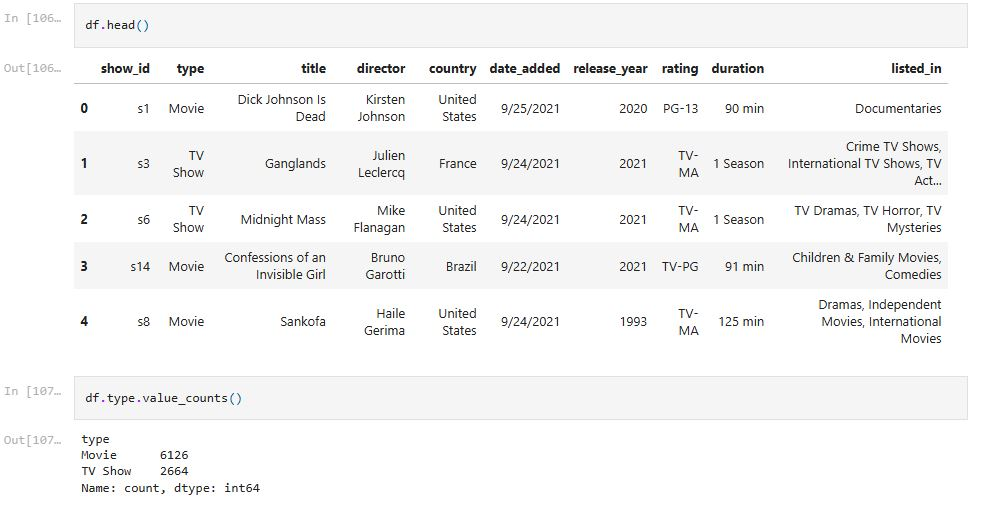 In [106…
df.head()
Out[106…
show_id type title director country date_added release_year rating duration listed_in
0 s1 Movie Dick Johnson Is Dead Kirsten Johnson United States 9/25/2021 2020 PG-13 90 min Documentaries
1 s3 TV Show Ganglands Julien Leclercq France 9/24/2021 2021 TV-MA 1 Season Crime TV Shows, International TV Shows, TV Act...
2 s6 TV Show Midnight Mass Mike Flanagan United States 9/24/2021 2021 TV-MA 1 Season TV Dramas, TV Horror, TV Mysteries
3 s14 Movie Confessions of an Invisible Girl Bruno Garotti Brazil 9/22/2021 2021 TV-PG 91 min Children & Family Movies, Comedies
4 s8 Movie Sankofa Haile Gerima United States 9/24/2021 1993 TV-MA 125 min Dramas, Independent Movies, International Movies
In [107…
df.type.value_counts()
Out[107…
type
Movie 6126
TV Show 2664
Name: count, dtype: int64